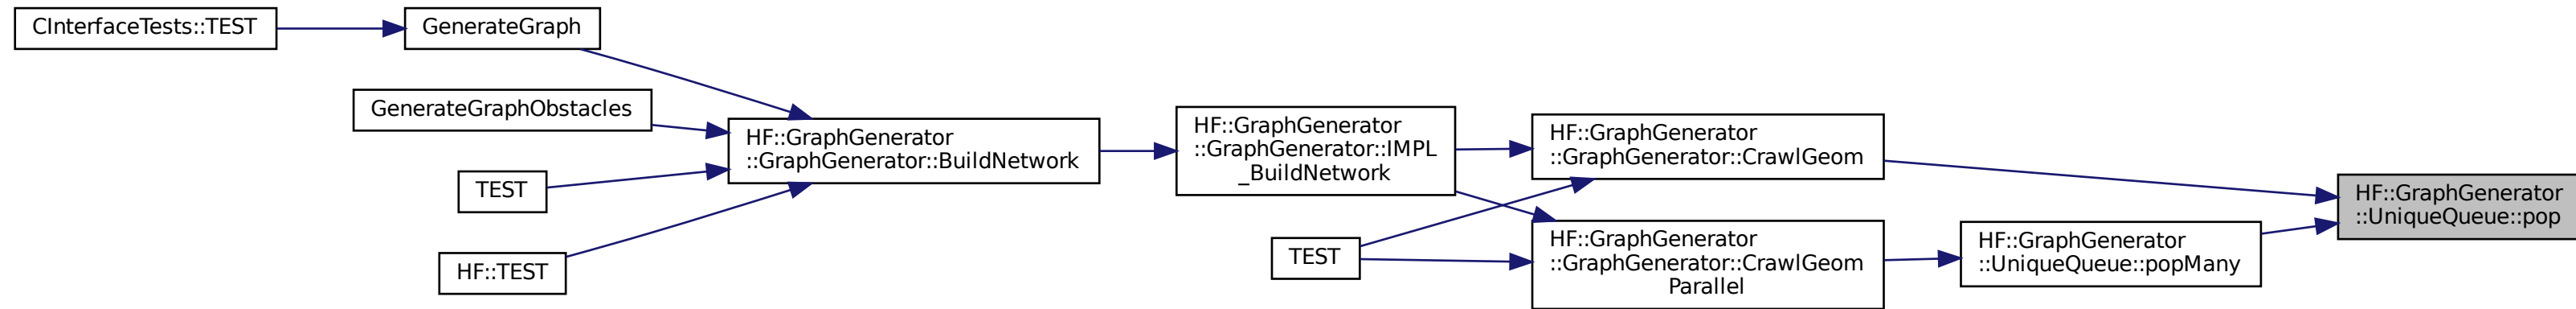 CInterfaceTests::TEST
GenerateGraph
GenerateGraphObstacles
TEST
HF::TEST
HF::GraphGenerator
::GraphGenerator::BuildNetwork
HF::GraphGenerator
::GraphGenerator::IMPL
_BuildNetwork
TEST
HF::GraphGenerator
::GraphGenerator::CrawlGeom
HF::GraphGenerator
::GraphGenerator::CrawlGeom
Parallel
HF::GraphGenerator
::UniqueQueue::popMany
HF::GraphGenerator
::UniqueQueue::pop